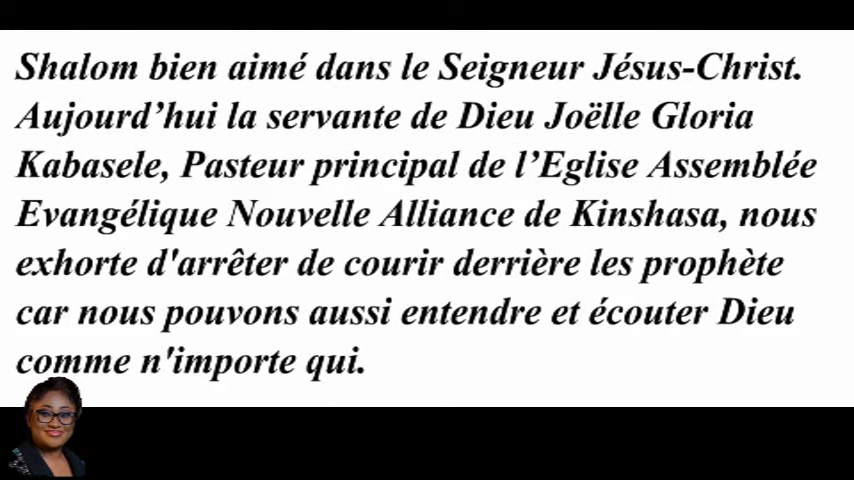 Shalom bien aimé dans le Seigneur Jésus-Christ.
Aujourd’hui la servante de Dieu Joëlle Gloria
Kabasele, Pasteur principal de l’Eglise Assemblée
Evangélique Nouvelle Alliance de Kinshasa, nous
exhorte d'arrêter de courir derrière les prophète
car nous pouvons aussi entendre et écouter Dieu
comme n'importe qui.